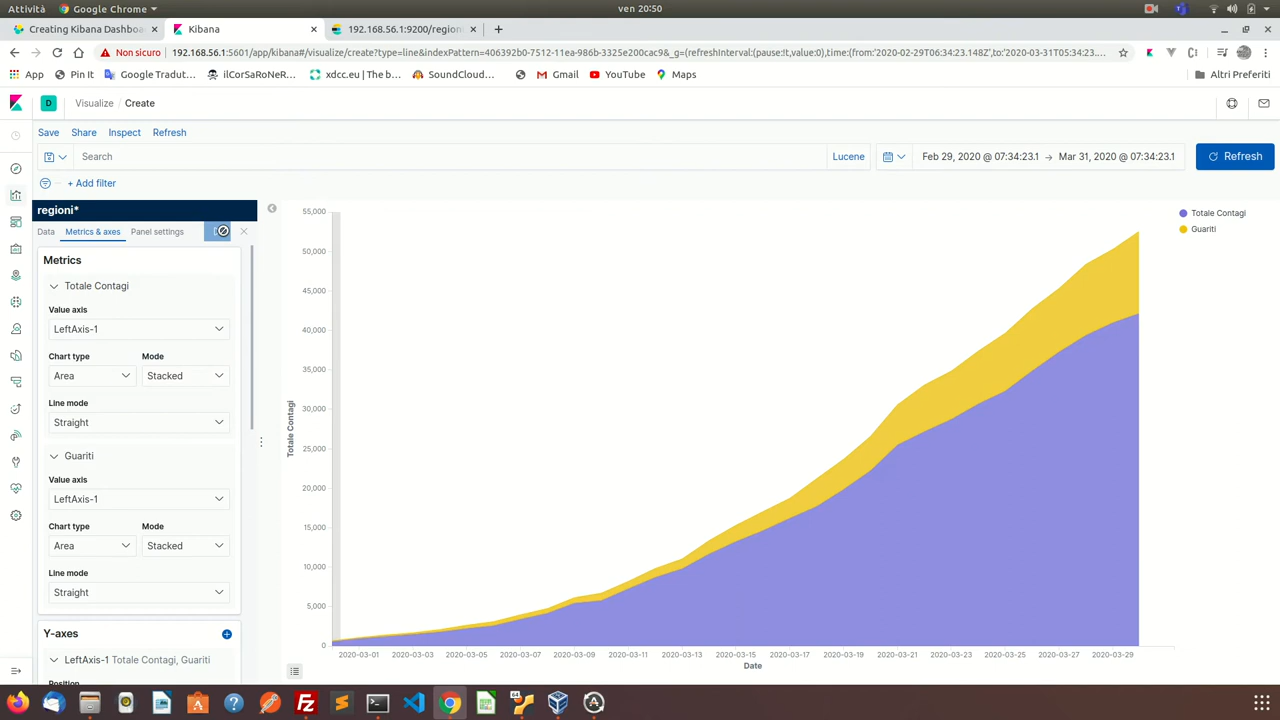 Attività
Google Chrome
ven 20:50
Creating Kibana Dashboa
Kibana
192.168.56.1:9200/region
Non sicuro
192.168.56.1:5601/app/kibana#/visualize/create?type=line&indexPattern=406392b0-7512-11ea-986b-3325e200cac9&_g=(refreshInterval:(pause:!t,value:0),time:(from:'2020-02-29T06:34:23.148Z',to:'2020-03-31T05:34:23....
App
Pin It
Google Tradut...
ilCorSaRoNeR...
xdcc.eu | The b...
SoundCloud...
Gmail
YouTube
Maps
Altri Preferiti
D
Visualize / Create
Save
Share
Inspect
Refresh
Search
Lucene
Feb 29, 2020 @ 07:34:23.1 → Mar 31, 2020 @ 07:34:23.1
Refresh
+ Add filter
regioni*
Data
Metrics & axes
Panel settings
Metrics
Totale Contagi
Value axis
LeftAxis-1
Chart type
Mode
Area
Stacked
Line mode
Straight
Guariti
Value axis
LeftAxis-1
Chart type
Mode
Area
Stacked
Line mode
Straight
Y-axes
LeftAxis-1 Totale Contagi, Guariti
Position
55,000
50,000
45,000
40,000
35,000
30,000
25,000
20,000
15,000
10,000
5,000
0
Totale Contagi
2020-03-01
2020-03-03
2020-03-05
2020-03-07
2020-03-09
2020-03-11
2020-03-13
2020-03-15
2020-03-17
2020-03-19
2020-03-21
2020-03-23
2020-03-25
2020-03-27
2020-03-29
Date
Totale Contagi
Guariti